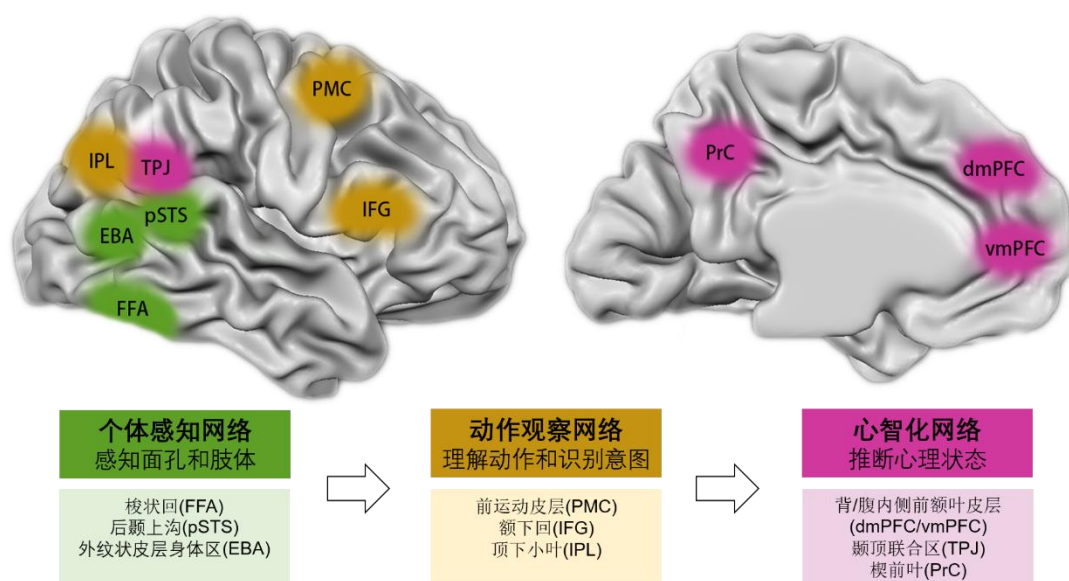 PMC
IPL
TPJ
pSTS
EBA
IFG
FFA
PrC
dmPFC
vmPFC
个体感知网络
感知面孔和肢体
梭状回(FFA)
后颞上沟(pSTS)
外纹状皮层身体区(EBA)
动作观察网络
理解动作和识别意图
前运动皮层(PMC)
额下回(IFG)
顶下小叶(IPL)
心智化网络
推断心理状态
背/腹内侧前额叶皮层
(dmPFC/vmPFC)
颞顶联合区(TPJ)
楔前叶(PrC)